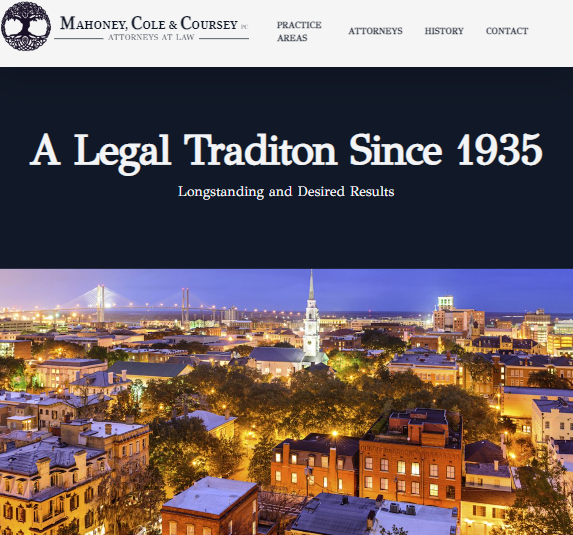 MAHONEY, COLE & COURSEY PC
ATTORNEYS AT LAW
PRACTICE
AREAS
ATTORNEYS
HISTORY
CONTACT
A Legal Traditon Since 1935
Longstanding and Desired Results